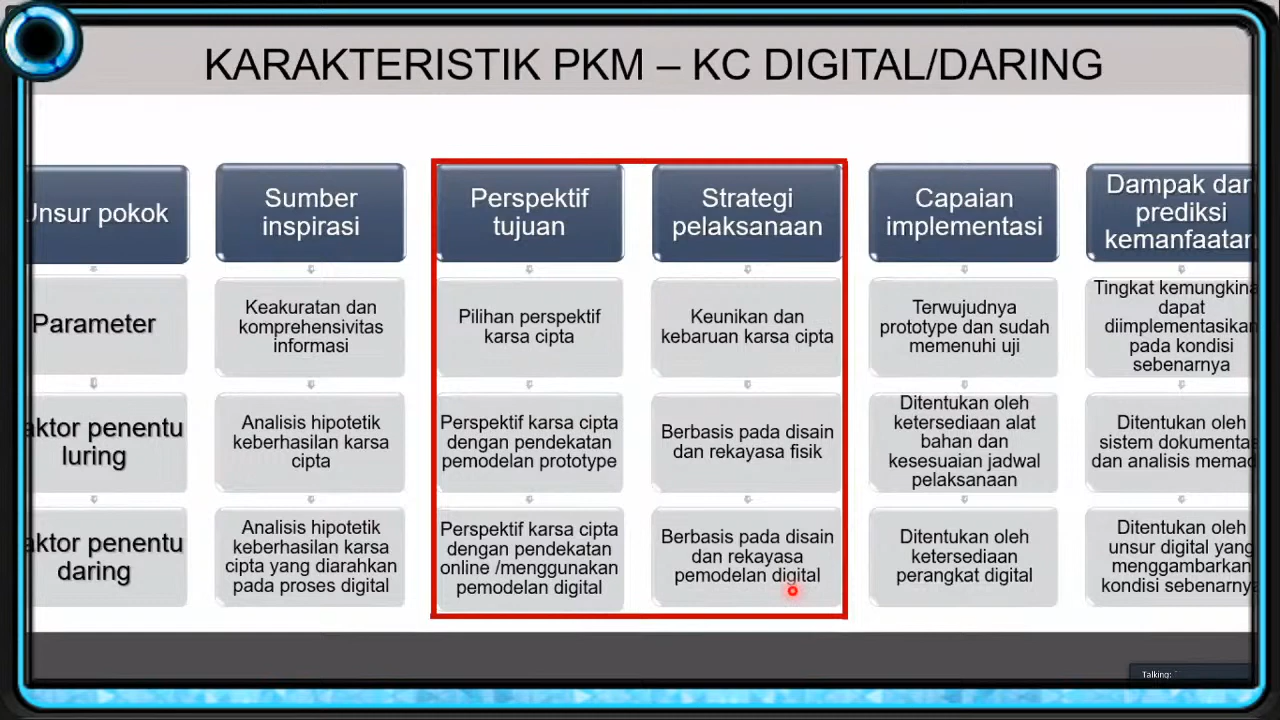 KARAKTERISTIK PKM – KC DIGITAL/DARING
Unsur pokok
Parameter
penentu
luring
penentu
daring
Sumber
inspirasi
Keakuratan dan
komprehensivitas
informasi
Analisis hipotetik
keberhasilan karsa
cipta
Analisis hipotetik
keberhasilan karsa
cipta yang diarahkan
pada proses digital
Perspektif
tujuan
Pilihan perspektif
karsa cipta
Perspektif karsa cipta
dengan pendekatan
pemodelan prototype
Perspektif karsa cipta
dengan pendekatan
online /menggunakan
pemodelan digital
Strategi
pelaksanaan
Keunikan dan
kebaruan karsa cipta
Berbasis pada disain
dan rekayasa fisik
Berbasis pada disain
dan rekayasa
pemodelan digital
Capaian
implementasi
Terwujudnya
prototype dan sudah
memenuhi uji
Ditentukan oleh
ketersediaan alat
bahan dan
kesesuaian jadwal
pelaksanaan
Ditentukan oleh
ketersediaan
perangkat digital
Dampak dan
prediksi
kemanfaatan
Tingkat
dapat
diimplementasikan
pada kondisi
sebenarnya
Ditentukan oleh
sistem
dan analisis
Ditentukan oleh
unsur digital yang
menggambarkan
kondisi sebenarnya
Talking: